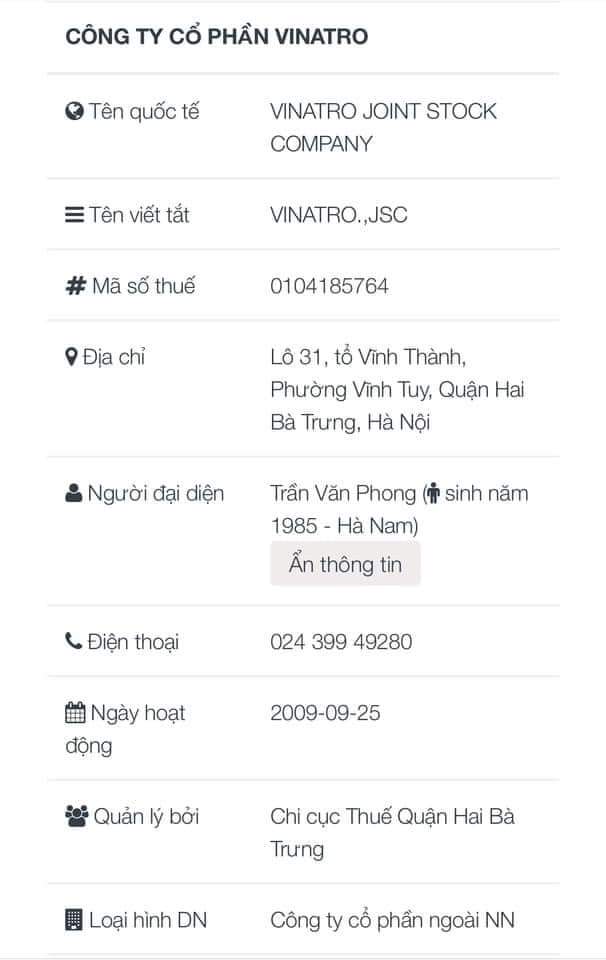 CÔNG TY CỔ PHẦN VINATRO
Tên quốc tế
VINATRO JOINT STOCK
COMPANY
Tên viết tắt
VINATRO.,JSC
Mã số thuế
0104185764
Địa chỉ
Lô 31, tổ Vĩnh Thành,
Phường Vĩnh Tuy, Quận Hai
Bà Trưng, Hà Nội
Người đại diện
Trần Văn Phong ( sinh năm
1985 - Hà Nam)
Ẩn thông tin
Điện thoại
024 399 49280
Ngày hoạt
động
2009-09-25
Quản lý bởi
Chi cục Thuế Quận Hai Bà
Trưng
Loại hình DN
Công ty cổ phần ngoài NN